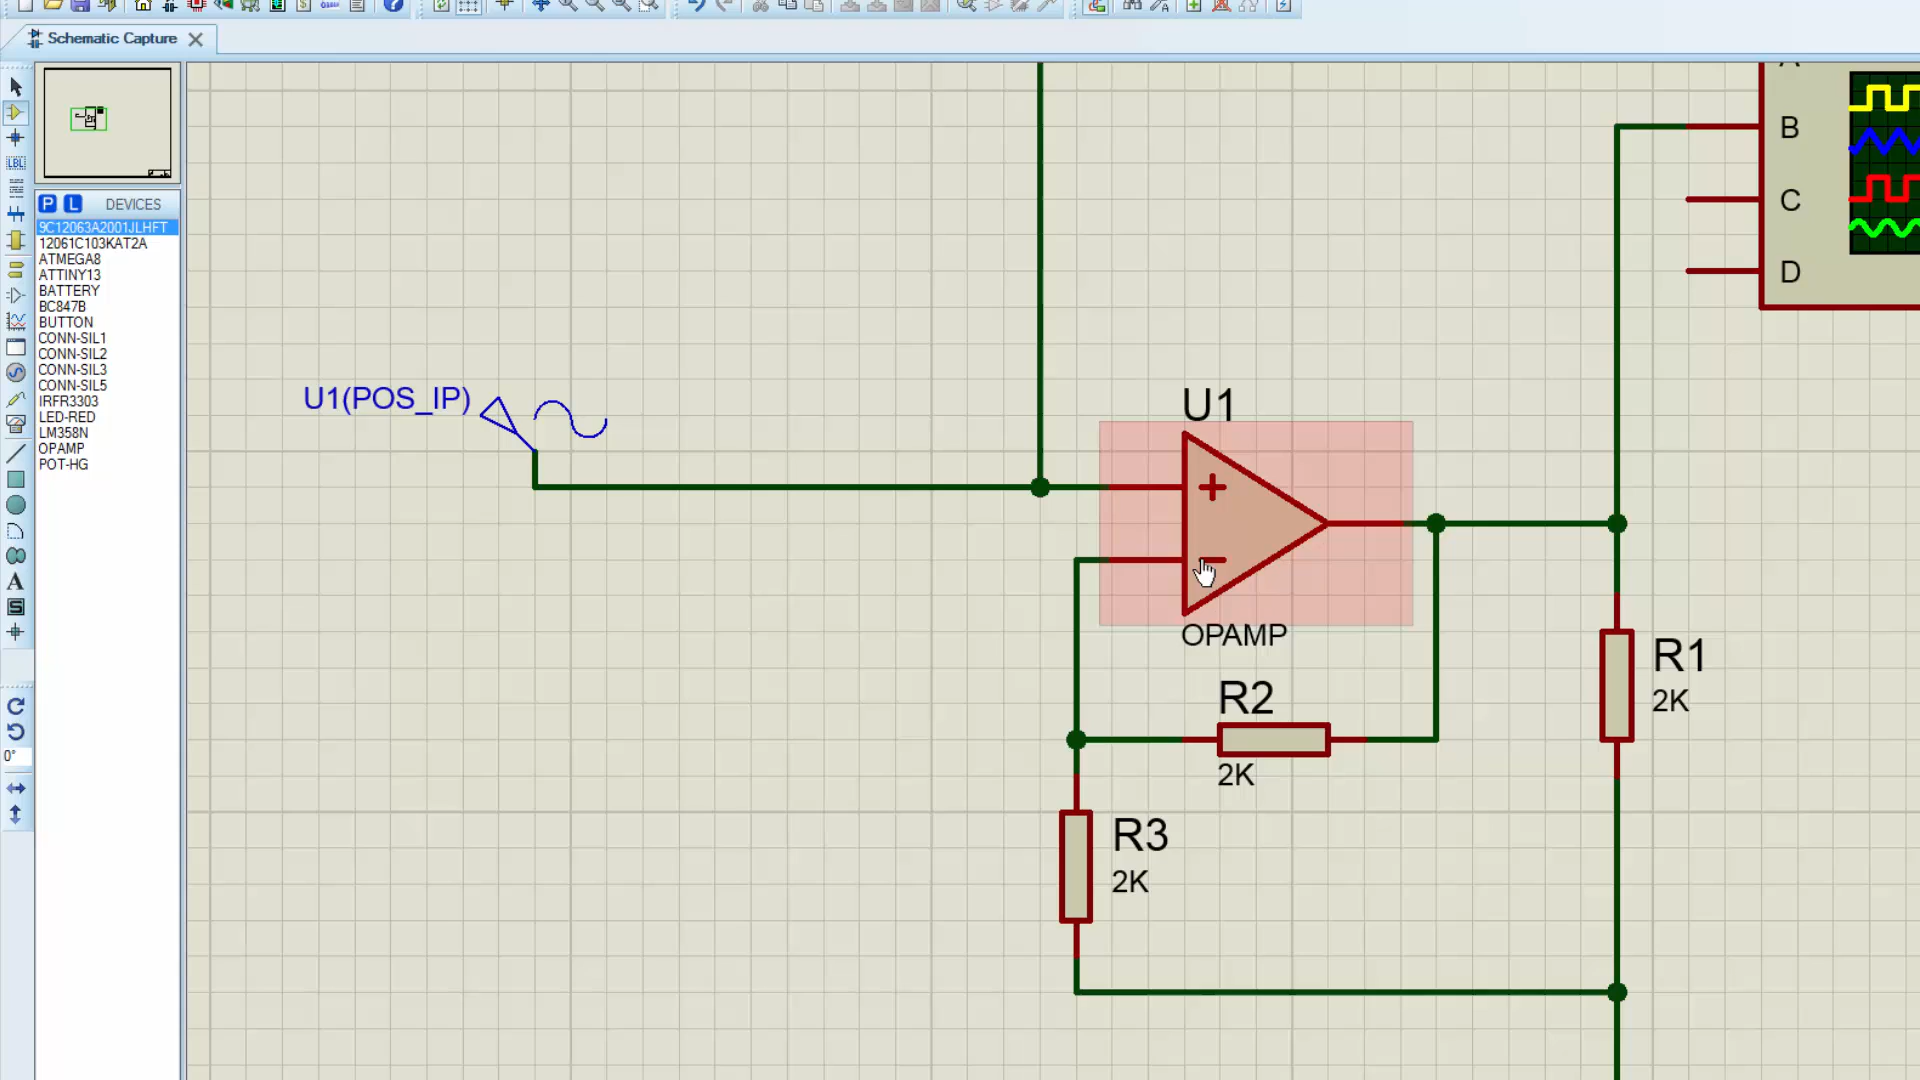 Schematic Capture
P L DEVICES
9C12063A2001JLHFT
12061C103KAT2A
ATMEGA8
ATTINY13
BATTERY
BC847B
BUTTON
CONN-SIL1
CONN-SIL2
CONN-SIL3
CONN-SIL5
IRFR3303
LED-RED
LM358N
OPAMP
POT-HG
LBL
A
S
0°
A
B
C
D
U1(POS_IP)
U1
OPAMP
R2
2K
R1
2K
R3
2K